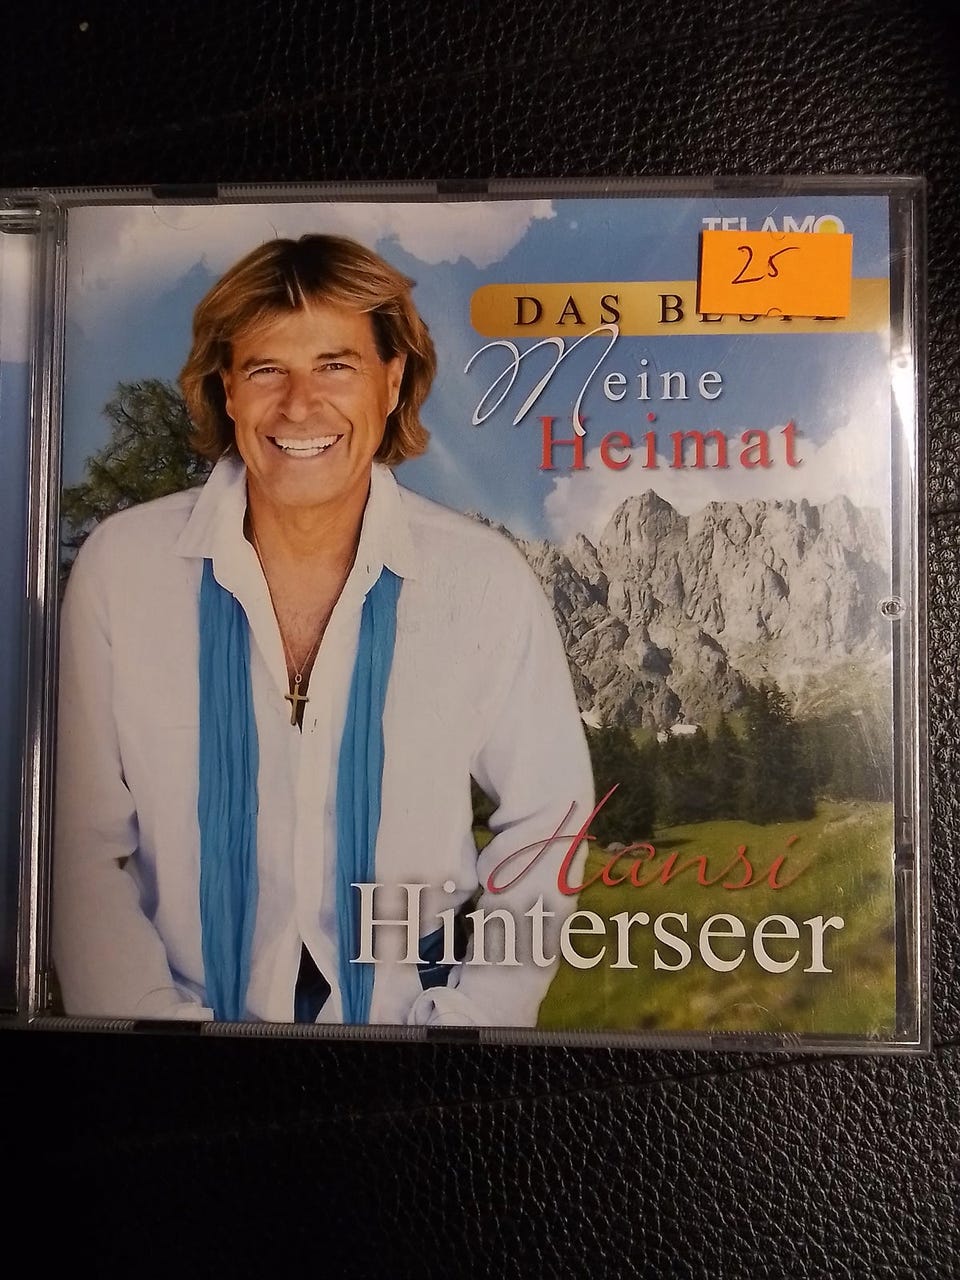 TELAMO
25
DAS BESTE
Meine
Heimat
Hansi
Hinterseer